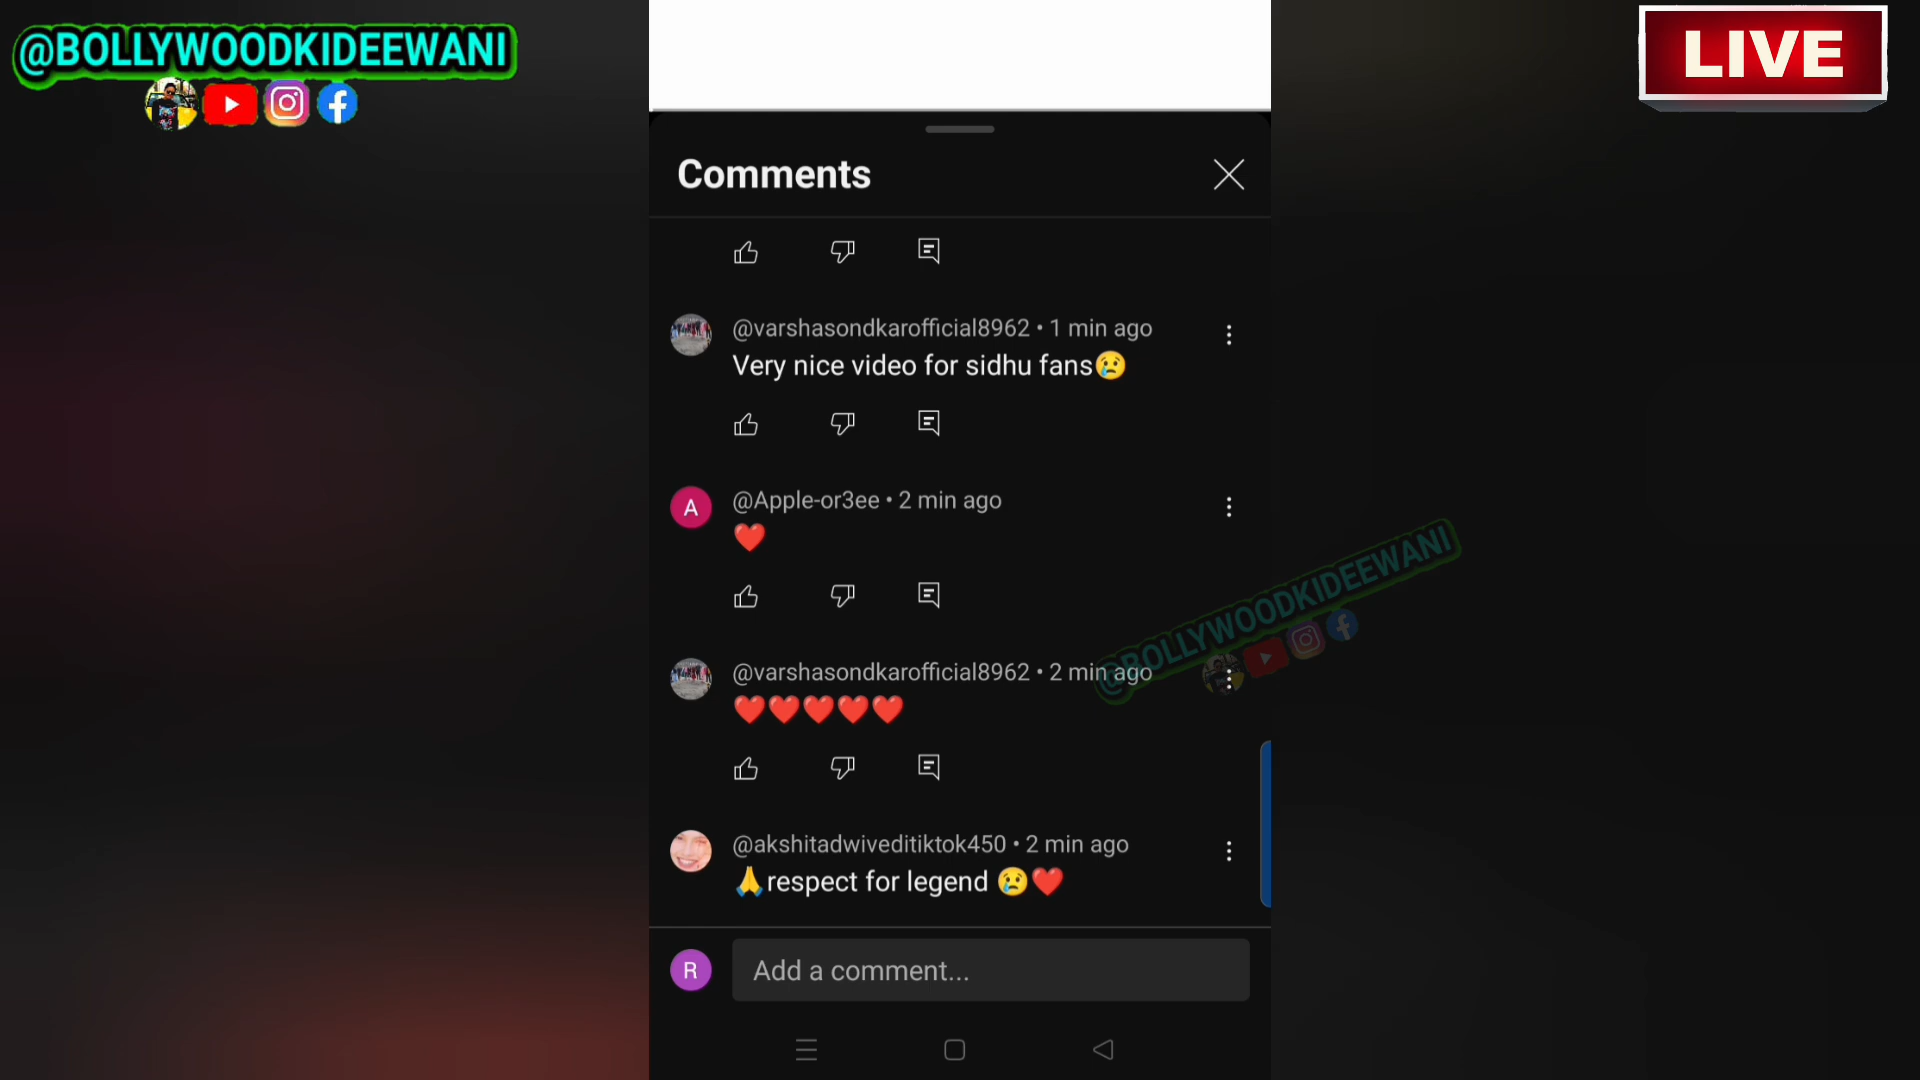 @BOLLYWOODKIDEEWANI
LIVE
Comments
@varshasondkarofficial8962 • 1 min ago
Very nice video for sidhu fans😢
A
@Apple-or3ee • 2 min ago
❤️
@varshasondkarofficial8962 • 2 min ago
❤️❤️❤️❤️❤️
@BOLLYWOODKIDEEWANI
@akshitadwiveditiktok450 • 2 min ago
🙏respect for legend 😢❤️
R
Add a comment...